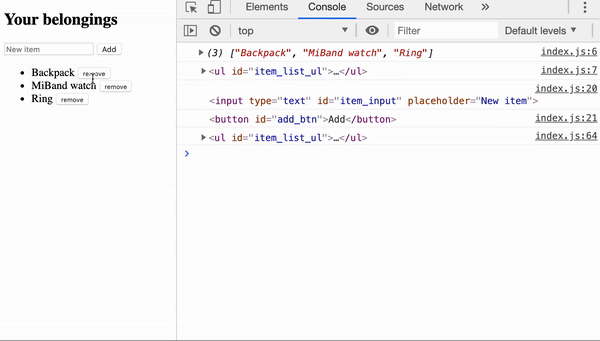 Your belongings
New item Add
Backpack remove
MiBand watch remove
Ring remove
Elements Console Sources Network »
top Filter Default levels
(3) ["Backpack", "MiBand watch", "Ring"] index.js:6
<ul id="item_list_ul">…</ul> index.js:7
index.js:20
<input type="text" id="item_input" placeholder="New item">
<button id="add_btn">Add</button> index.js:21
<ul id="item_list_ul">…</ul> index.js:64